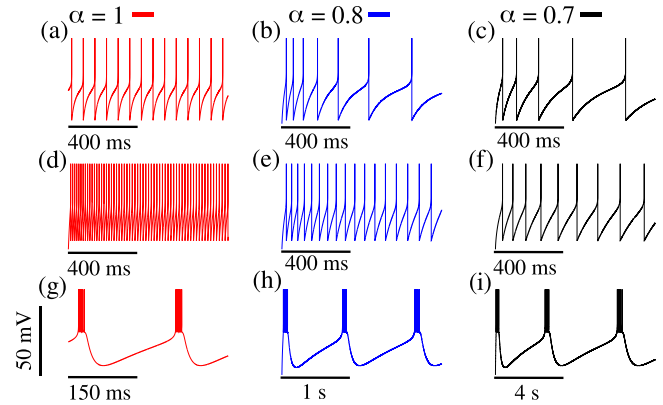 α = 1 α = 0.8 α = 0.7
(a) (b) (c)
400 ms 400 ms 400 ms
(d) (e) (f)
400 ms 400 ms 400 ms
(g) (h) (i)
50 mV
150 ms 1 s 4 s